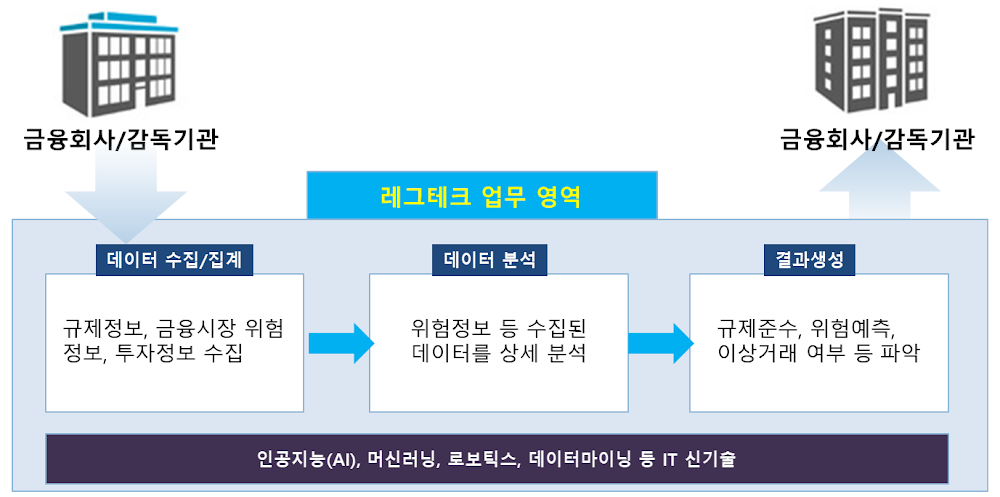 금융회사/감독기관
금융회사/감독기관
레그테크 업무 영역
데이터 수집/집계
규제정보, 금융시장 위험
정보, 투자정보 수집
데이터 분석
위험정보 등 수집된
데이터를 상세 분석
결과생성
규제준수, 위험예측,
이상거래 여부 등 파악
인공지능(AI), 머신러닝, 로보틱스, 데이터마이닝 등 IT 신기술